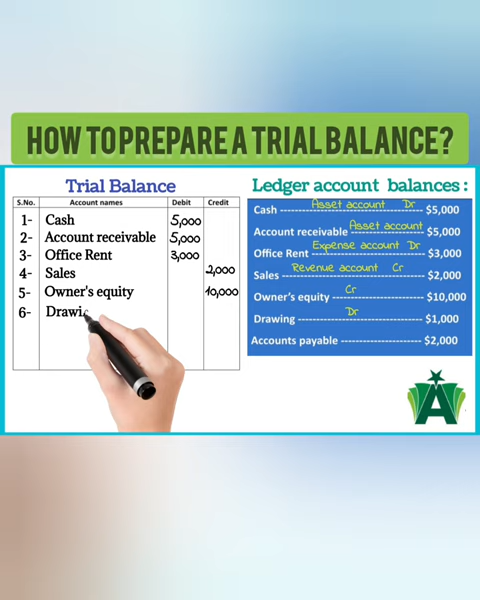 HOW TO PREPARE A TRIAL BALANCE?
Trial Balance
S.No. Account names Debit Credit
1- Cash 5,000
2- Account receivable 5,000
3- Office Rent 3,000
4- Sales 2,000
5- Owner's equity 10,000
6- Drawi
Ledger account balances :
Asset account Dr
Cash ---------------------------------- $5,000
Asset account
Account receivable ------------------- $5,000
Expense account Dr
Office Rent --------------------------- $3,000
Revenue account Cr
Sales ---------------------------------- $2,000
Cr
Owner's equity ----------------------- $10,000
Dr
Drawing ------------------------------- $1,000
Accounts payable --------------------- $2,000
A